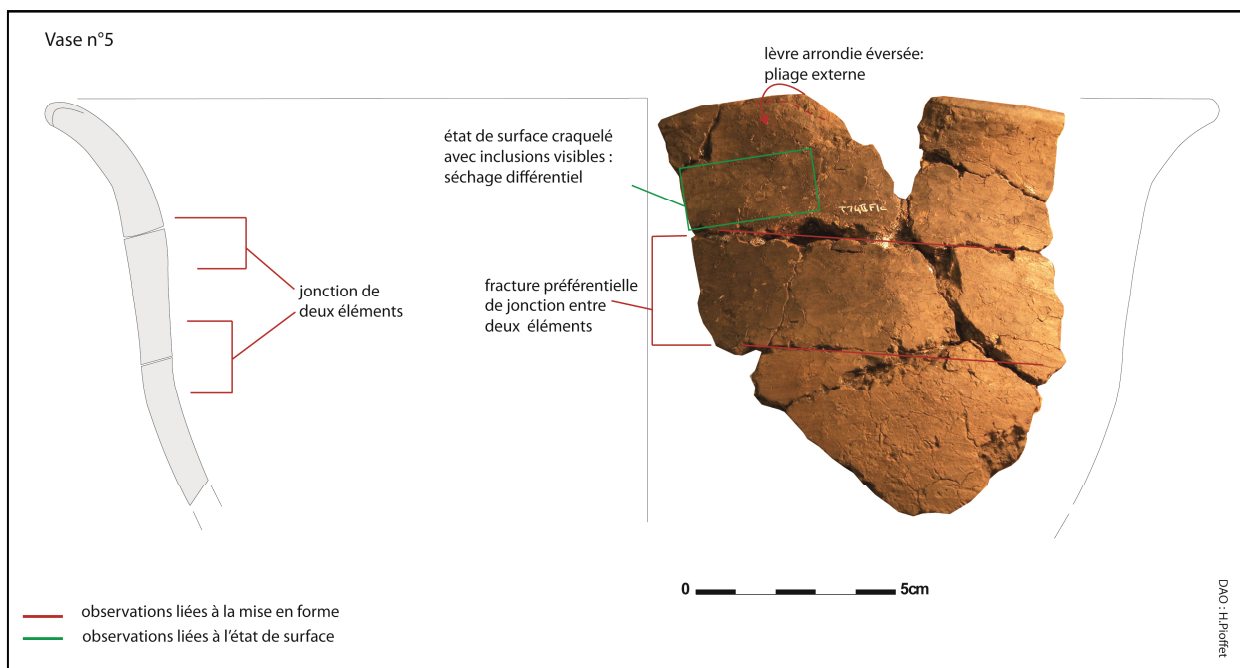 Vase n°5
lèvre arrondie éversée:
pliage externe
état de surface craquelé
avec inclusions visibles :
séchage différentiel
jonction de
deux éléments
fracture préférentielle
de jonction entre
deux éléments
0 5cm
observations liées à la mise en forme
observations liées à l'état de surface
DAO : H.Pioffet